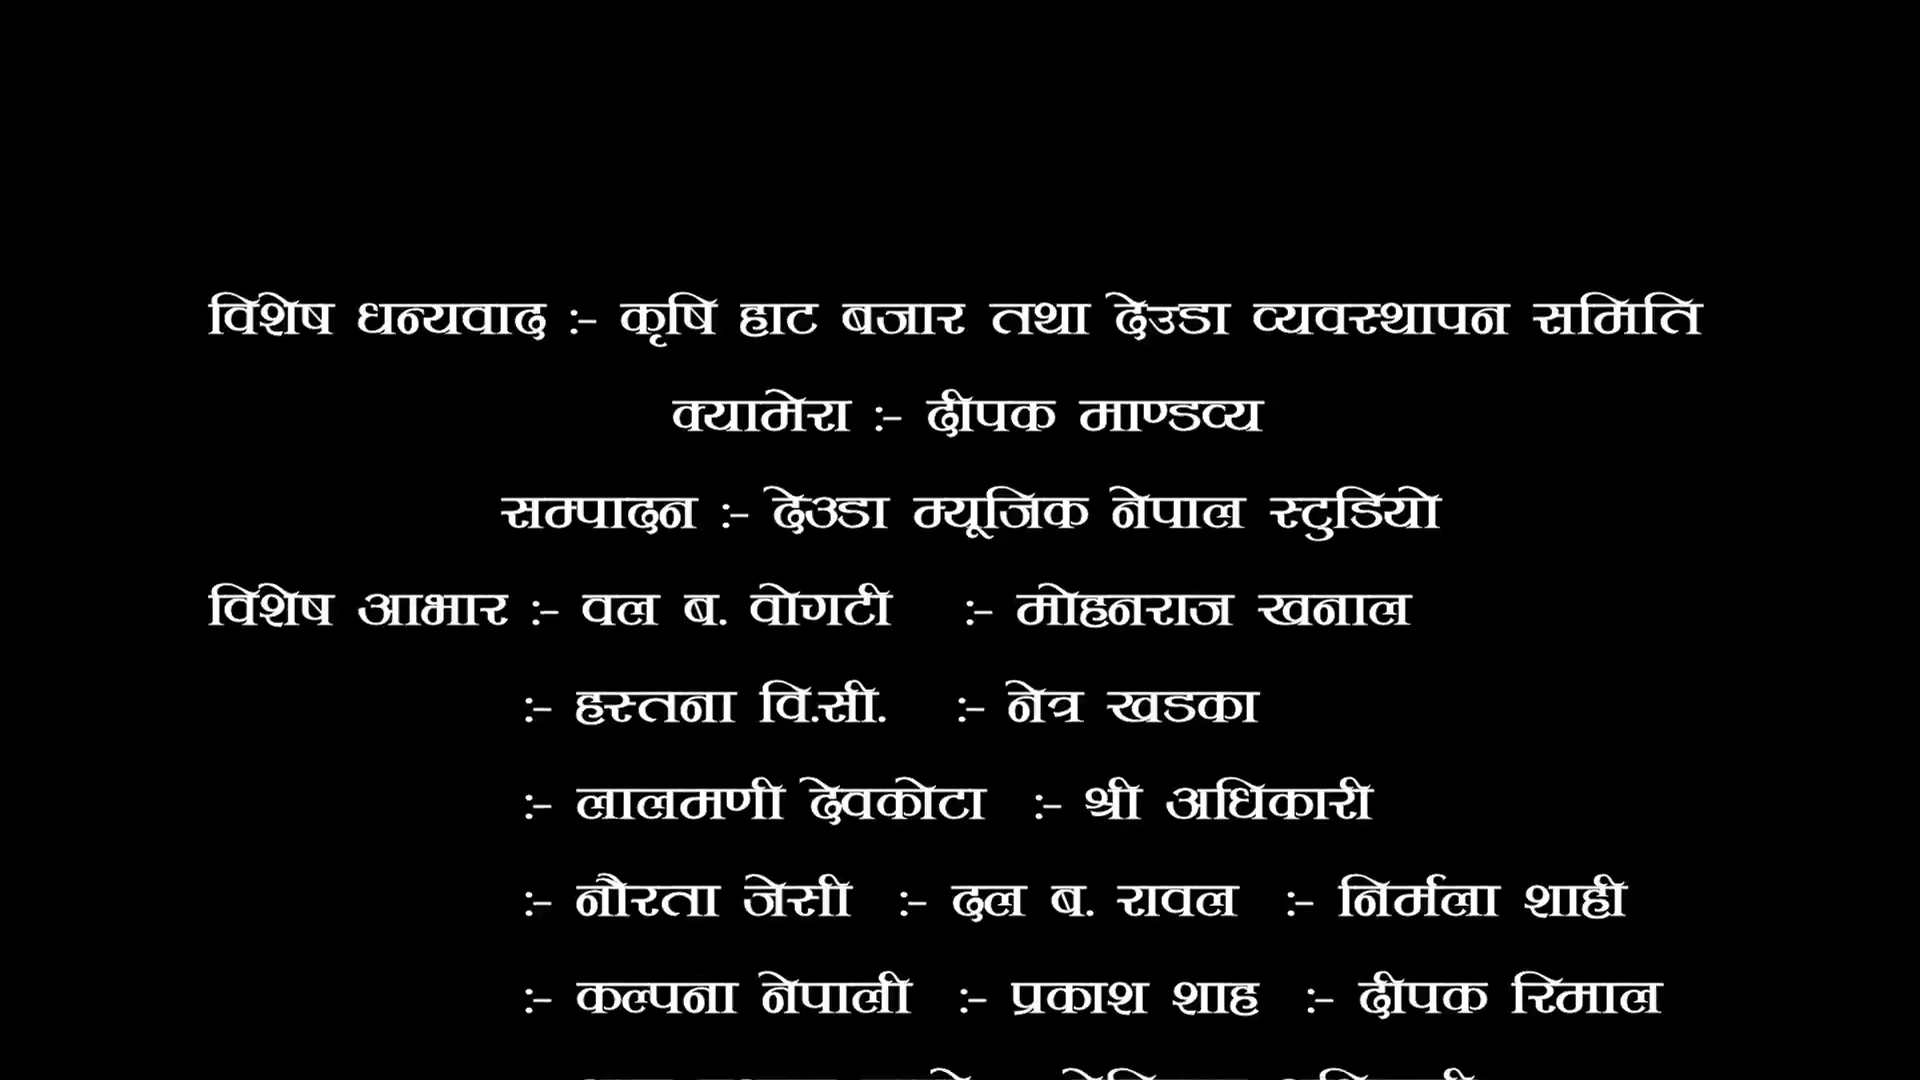 विशेष धन्यवाद :- कृषि हाट बजार तथा देउडा व्यवस्थापन समिति
क्यामेरा :- दीपक माण्डव्य
सम्पादन :- देउडा म्यूजिक नेपाल स्टुडियो
विशेष आभार :- वल ब. वोगटी :- मोहनराज खनाल
:- हस्तना वि.सी. :- नेत्र खडका
:- लालमणी देवकोटा :- श्री अधिकारी
:- नौरता जेसी :- दल ब. रावल :- निर्मला शाही
:- कल्पना नेपाली :- प्रकाश शाह :- दीपक रिमाल